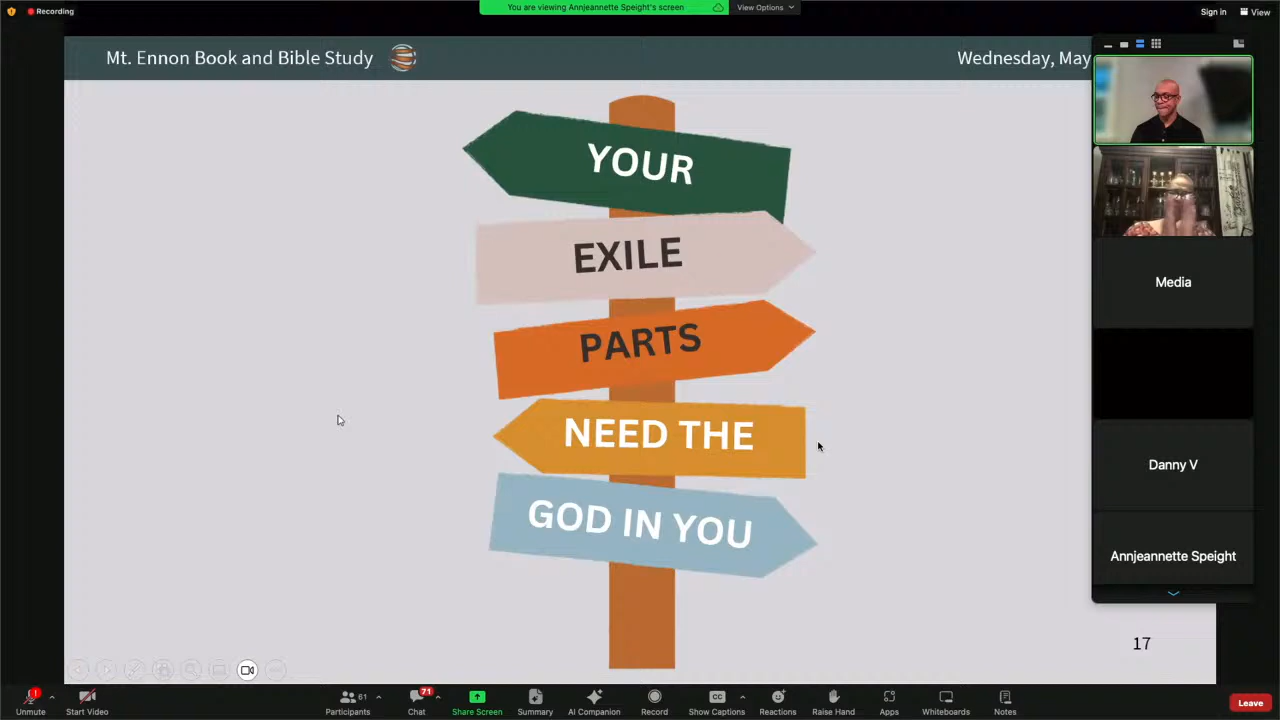 Recording
You are viewing Annjeannette Speight's screen
View Options
Sign in
View
Mt. Ennon Book and Bible Study
Wednesday, May
YOUR
EXILE
PARTS
NEED THE
GOD IN YOU
17
Media
Danny V
Annjeannette Speight
Unmute
Start Video
61
Participants
71
Chat
Share Screen
Summary
AI Companion
Record
CC
Show Captions
Reactions
Raise Hand
Apps
Whiteboards
Notes
Leave